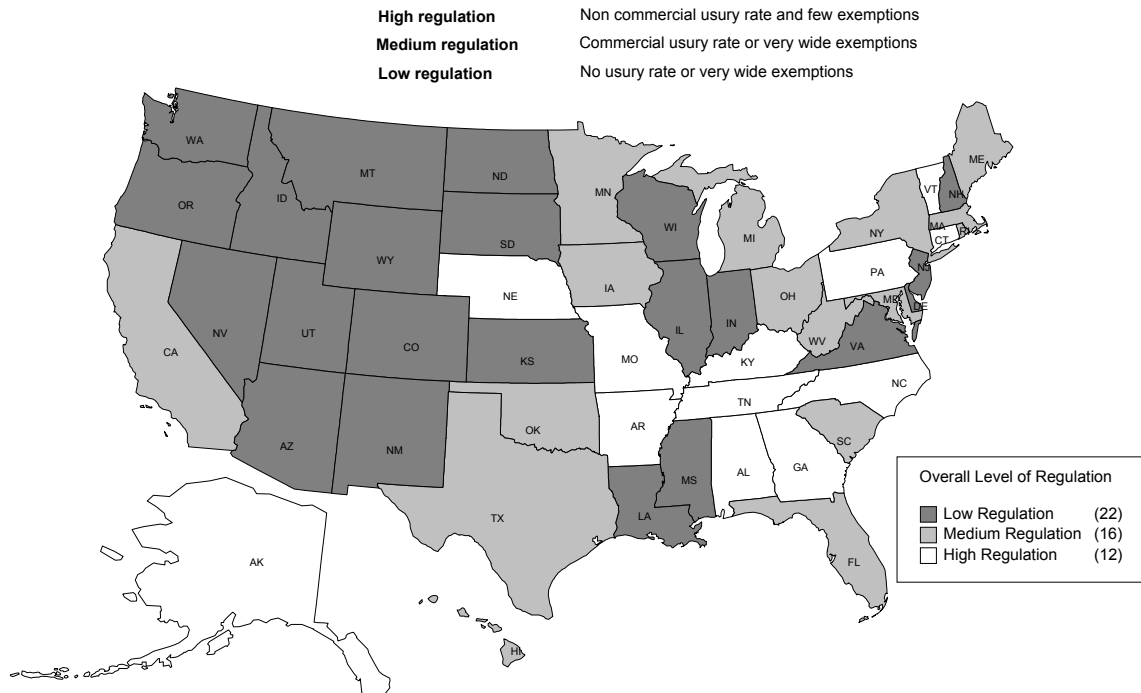 High regulation Non commercial usury rate and few exemptions
Medium regulation Commercial usury rate or very wide exemptions
Low regulation No usury rate or very wide exemptions
WA
MT
ND
MN
ME
VT
NH
OR
ID
SD
WI
MI
NY
MA
CT
RI
WY
NE
IA
PA
NJ
OH
MD
DE
NV
UT
CO
KS
IL
IN
WV
VA
CA
MO
KY
NC
TN
OK
AR
SC
AZ
NM
MS
AL
GA
TX
LA
FL
AK
HI
Overall Level of Regulation
Low Regulation (22)
Medium Regulation (16)
High Regulation (12)